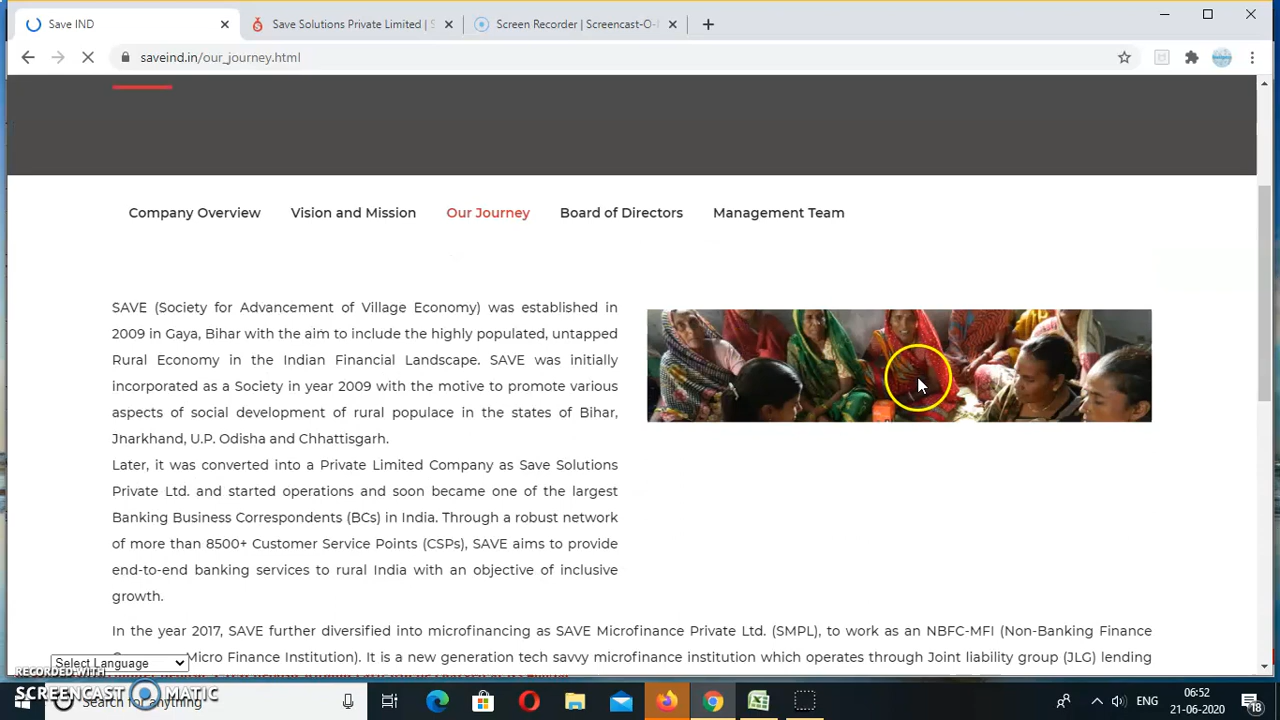 Save IND
Save Solutions Private Limited | S
Screen Recorder | Screencast-O-
saveind.in/our_journey.html
Company Overview
Vision and Mission
Our Journey
Board of Directors
Management Team
SAVE (Society for Advancement of Village Economy) was established in
2009 in Gaya, Bihar with the aim to include the highly populated, untapped
Rural Economy in the Indian Financial Landscape. SAVE was initially
incorporated as a Society in year 2009 with the motive to promote various
aspects of social development of rural populace in the states of Bihar,
Jharkhand, U.P. Odisha and Chhattisgarh.
Later, it was converted into a Private Limited Company as Save Solutions
Private Ltd. and started operations and soon became one of the largest
Banking Business Correspondents (BCs) in India. Through a robust network
of more than 8500+ Customer Service Points (CSPs), SAVE aims to provide
end-to-end banking services to rural India with an objective of inclusive
growth.
In the year 2017, SAVE further diversified into microfinancing as SAVE Microfinance Private Ltd. (SMPL), to work as an NBFC-MFI (Non-Banking Finance
Micro Finance Institution). It is a new generation tech savvy microfinance institution which operates through Joint liability group (JLG) lending
Select Language
RECORDED WITH
SCREENCAST MATIC
Search for anything
ENG
06:52
21-06-2020
18